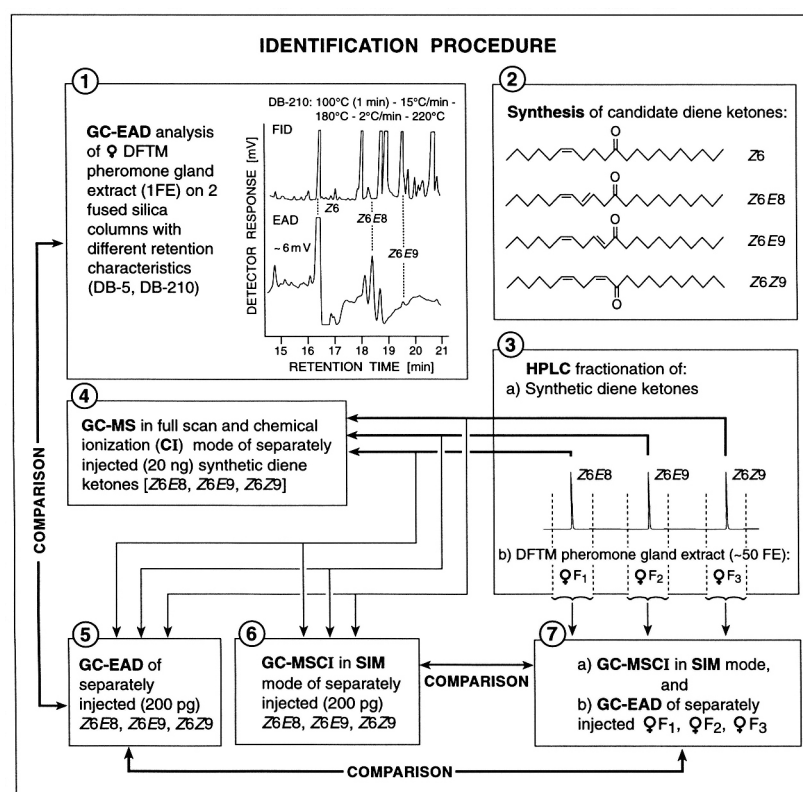 IDENTIFICATION PROCEDURE
1
GC-EAD analysis
of ♀ DFTM
pheromone gland
extract (1FE) on 2
fused silica
columns with
different retention
characteristics
(DB-5, DB-210)
DB-210: 100°C (1 min) - 15°C/min -
180°C - 2°C/min - 220°C
FID
Z6
Z6E8
EAD
Z6E9
~6 mV
DETECTOR RESPONSE [mV]
15 16 17 18 19 20 21
RETENTION TIME [min]
2
Synthesis of candidate diene ketones:
O
Z6
Z6E8
O
Z6E9
O
Z6Z9
O
3
HPLC fractionation of:
a) Synthetic diene ketones
Z6E8 Z6E9 Z6Z9
b) DFTM pheromone gland extract (~50 FE):
♀F1 ♀F2 ♀F3
4
GC-MS in full scan and chemical
ionization (CI) mode of separately
injected (20 ng) synthetic diene
ketones [Z6E8, Z6E9, Z6Z9]
COMPARISON
5
GC-EAD of
separately
injected (200 pg)
Z6E8, Z6E9, Z6Z9
6
GC-MSCI in SIM
mode of separately
injected (200 pg)
Z6E8, Z6E9, Z6Z9
COMPARISON
7
a) GC-MSCI in SIM mode,
and
b) GC-EAD of separately
injected ♀F1, ♀F2, ♀F3
COMPARISON